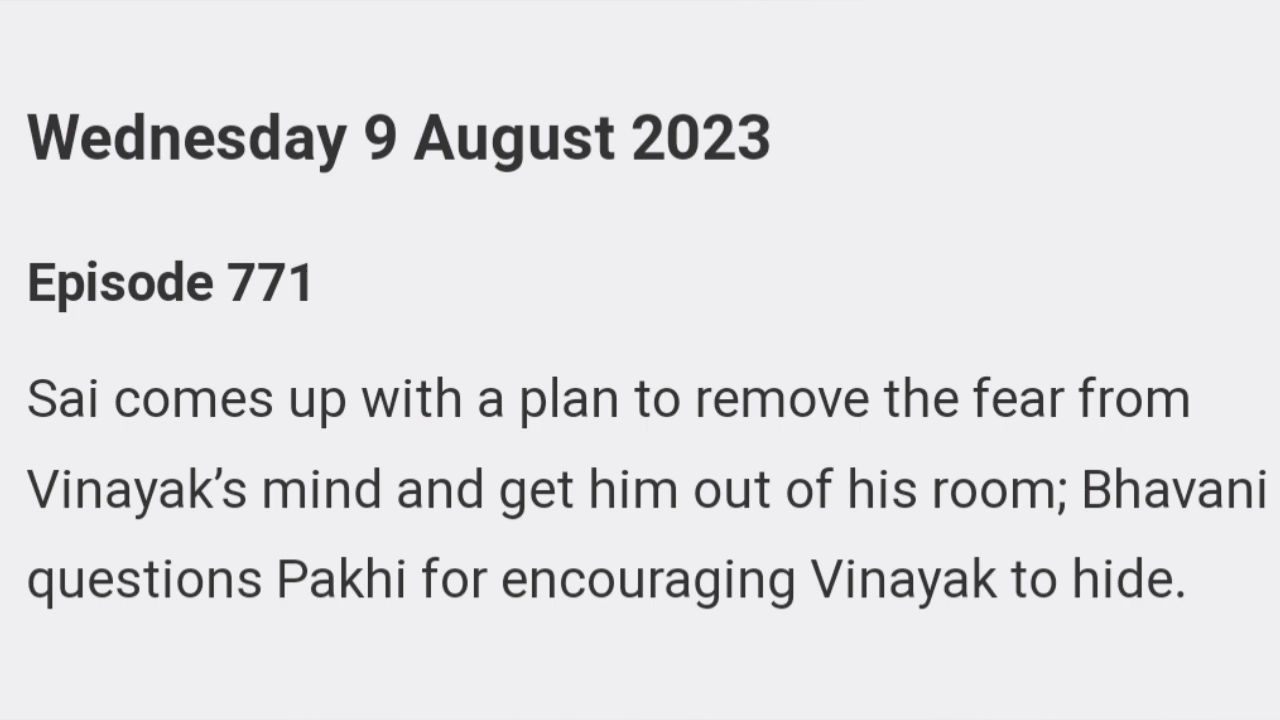 Wednesday 9 August 2023
Episode 771
Sai comes up with a plan to remove the fear from
Vinayak’s mind and get him out of his room; Bhavani
questions Pakhi for encouraging Vinayak to hide.